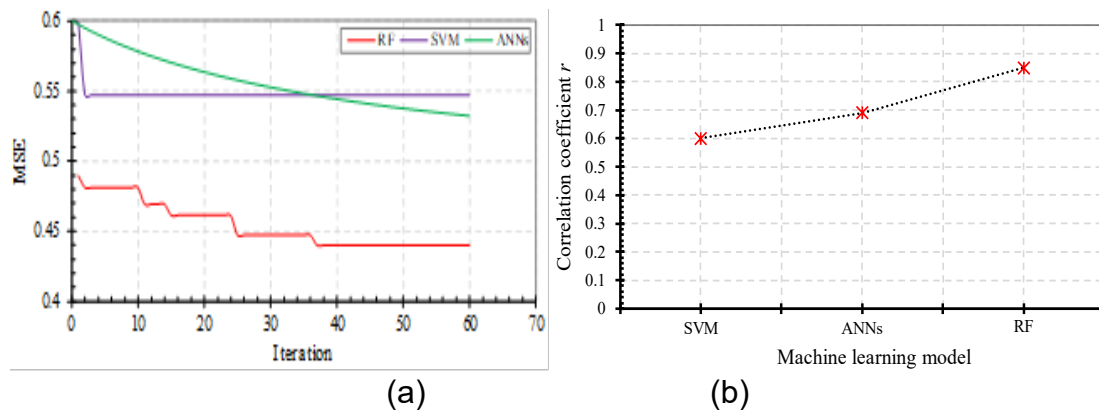 0.6
RF SVM ANNs
0.55
0.5
0.45
0.4
MSE
0 10 20 30 40 50 60 70
Iteration
(a)
1
0.9
0.8
0.7
0.6
0.5
0.4
0.3
0.2
0.1
0
Correlation coefficient r
SVM ANNs RF
Machine learning model
(b)